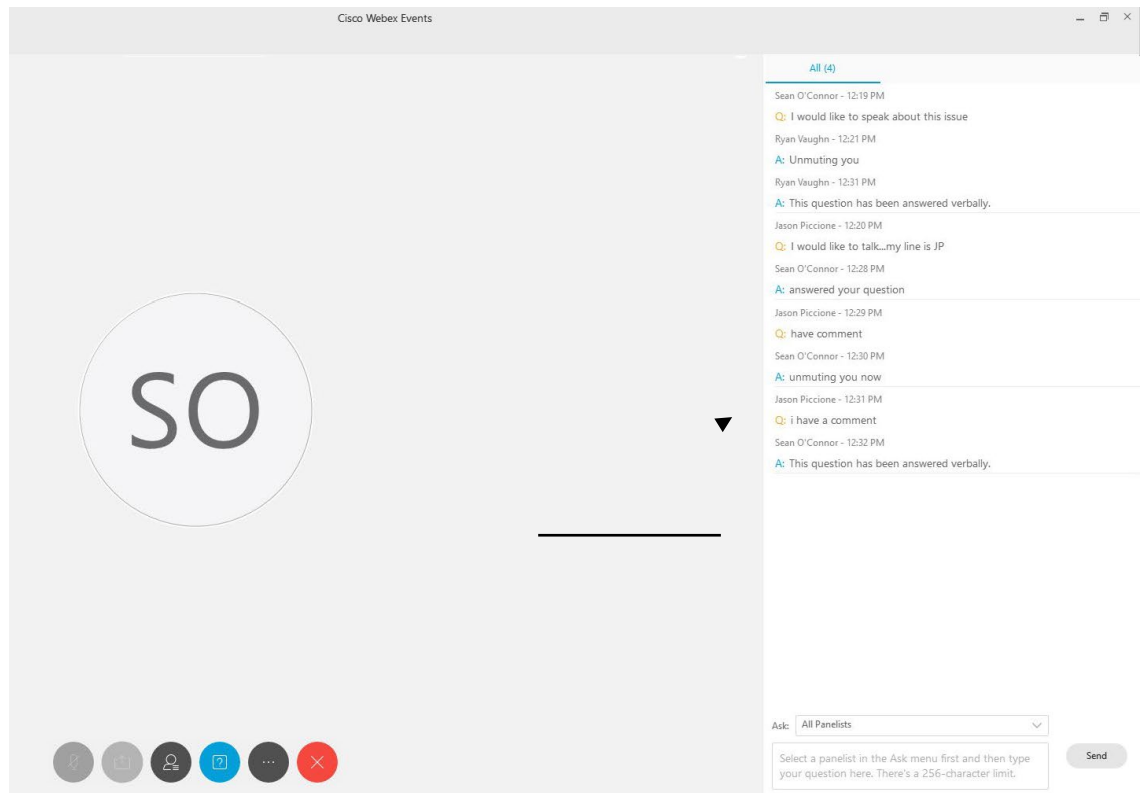 Cisco Webex Events
All (4)
Sean O'Connor - 12:19 PM
Q: I would like to speak about this issue
Ryan Vaughn - 12:21 PM
A: Unmuting you
Ryan Vaughn - 12:31 PM
A: This question has been answered verbally.
Jason Piccione - 12:20 PM
Q: I would like to talk...my line is JP
Sean O'Connor - 12:28 PM
A: answered your question
Jason Piccione - 12:29 PM
Q: have comment
Sean O'Connor - 12:30 PM
A: unmuting you now
Jason Piccione - 12:31 PM
Q: i have a comment
Sean O'Connor - 12:32 PM
A: This question has been answered verbally.
SO
Ask: All Panelists
Select a panelist in the Ask menu first and then type
your question here. There's a 256-character limit.
Send